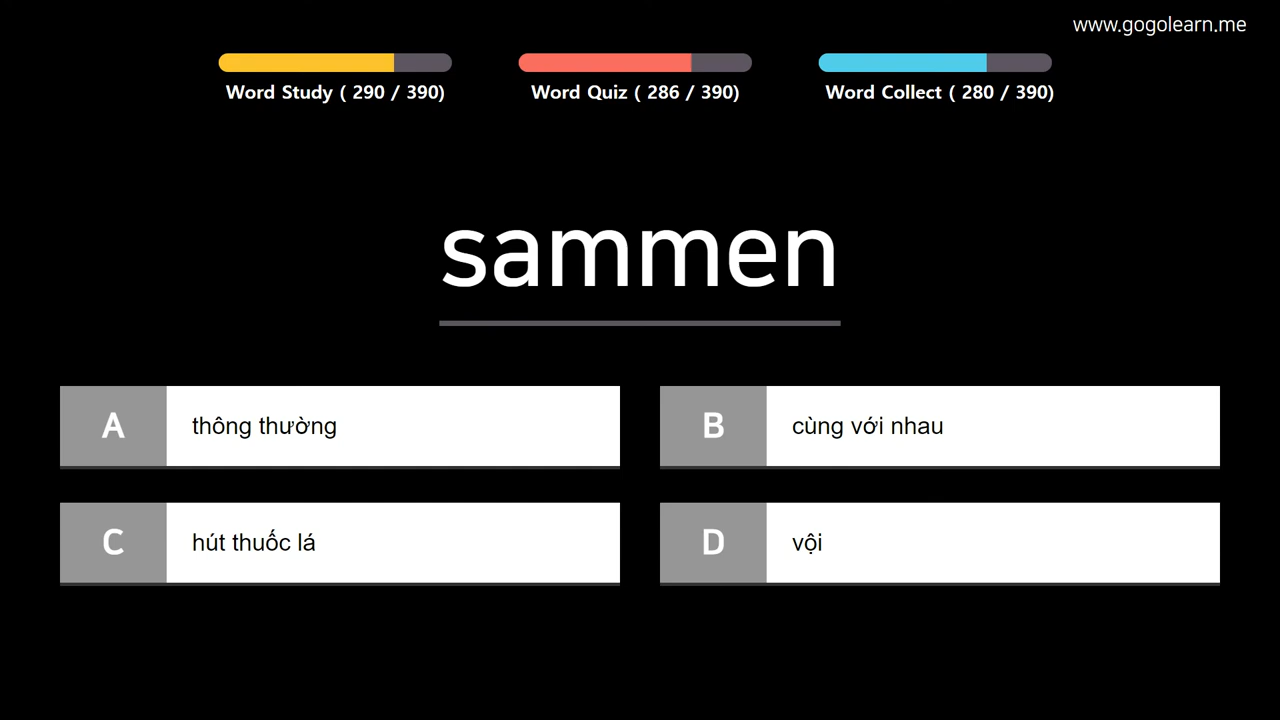 www.gogolearn.me
Word Study ( 290 / 390)
Word Quiz ( 286 / 390)
Word Collect ( 280 / 390)
sammen
A thông thường
B cùng với nhau
C hút thuốc lá
D vội